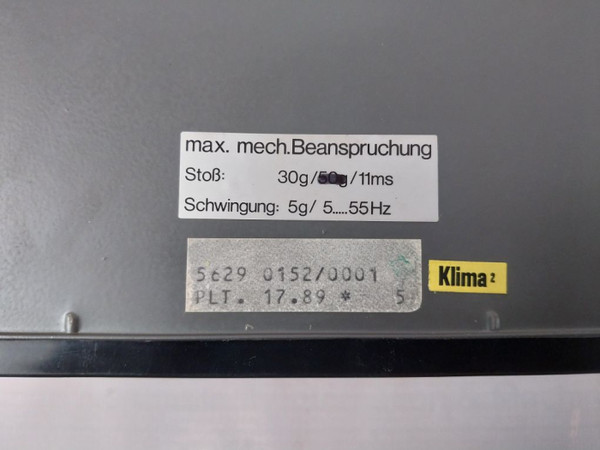 max. mech.Beanspruchung
Stoß: 30g/50g/11ms
Schwingung: 5g/ 5.....55Hz
5629 0152/0001
PLT. 17.89 * 5
Klima 2